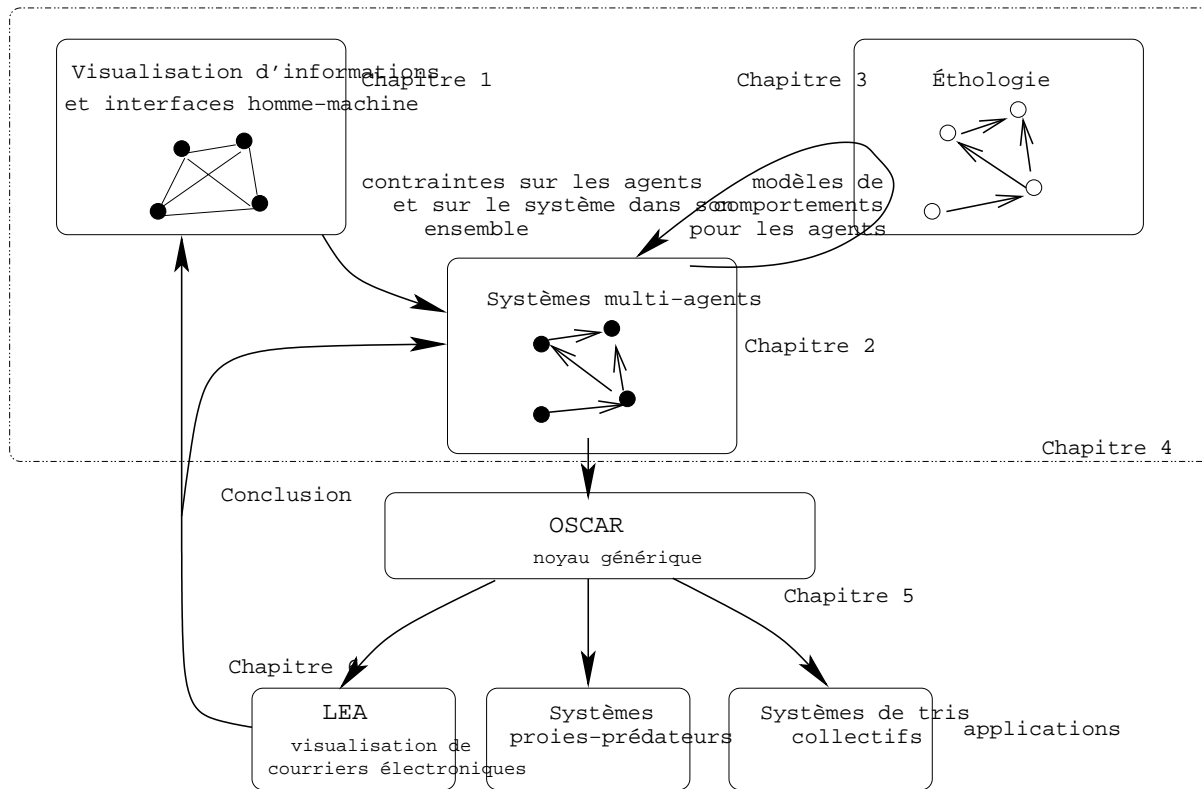 Visualisation d'informations
et interfaces homme-machine
Chapitre 1
Chapitre 3
Éthologie
contraintes sur les agents
et sur le système dans son
ensemble
modèles de
comportements
pour les agents
Systèmes multi-agents
Chapitre 2
Chapitre 4
Conclusion
OSCAR
noyau générique
Chapitre 5
Chapitre 6
LEA
visualisation de
courriers électroniques
Systèmes
proies-prédateurs
Systèmes de tris
collectifs
applications